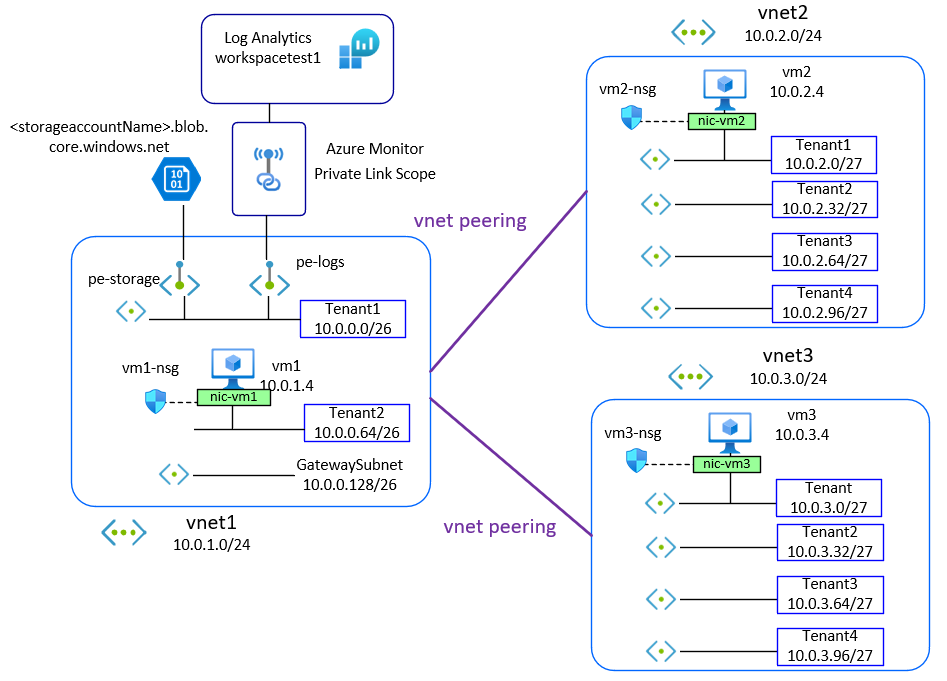 Log Analytics
workspacetest1
<storageaccountName>.blob.
core.windows.net
10
01
Azure Monitor
Private Link Scope
pe-storage
pe-logs
Tenant1
10.0.0.0/26
vm1-nsg
vm1
10.0.1.4
nic-vm1
Tenant2
10.0.0.64/26
GatewaySubnet
10.0.0.128/26
vnet1
10.0.1.0/24
vnet peering
vnet peering
vnet2
10.0.2.0/24
vm2-nsg
vm2
10.0.2.4
nic-vm2
Tenant1
10.0.2.0/27
Tenant2
10.0.2.32/27
Tenant3
10.0.2.64/27
Tenant4
10.0.2.96/27
vnet3
10.0.3.0/24
vm3-nsg
vm3
10.0.3.4
nic-vm3
Tenant
10.0.3.0/27
Tenant2
10.0.3.32/27
Tenant3
10.0.3.64/27
Tenant4
10.0.3.96/27